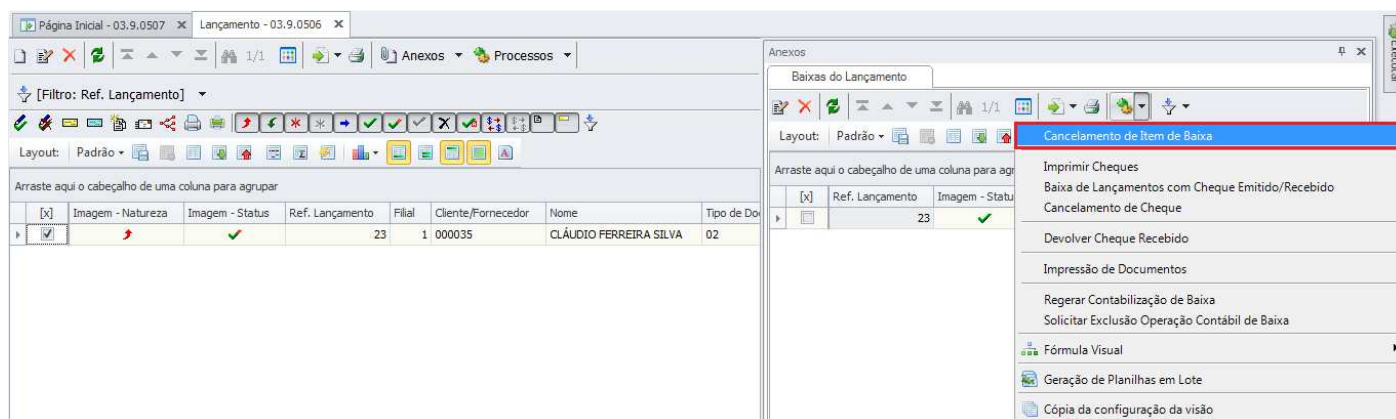 Página Inicial - 03.9.0507
Lançamento - 03.9.0506
1/1
Anexos
Processos
[Filtro: Ref. Lançamento]
Layout: Padrão
Arraste aqui o cabeçalho de uma coluna para agrupar
[x] Imagem - Natureza Imagem - Status Ref. Lançamento Filial Cliente/Fornecedor Nome Tipo de Do
23 1 000035 CLÁUDIO FERREIRA SILVA 02
Anexos
Baixas do Lançamento
1/1
Layout: Padrão
Arraste aqui o cabeçalho de uma coluna para agr
[x] Ref. Lançamento Imagem - Statu
23
Cancelamento de Item de Baixa
Imprimir Cheques
Baixa de Lançamentos com Cheque Emitido/Recebido
Cancelamento de Cheque
Devolver Cheque Recebido
Impressão de Documentos
Regerar Contabilização de Baixa
Solicitar Exclusão Operação Contábil de Baixa
Fórmula Visual
Geração de Planilhas em Lote
Cópia da configuração da visão